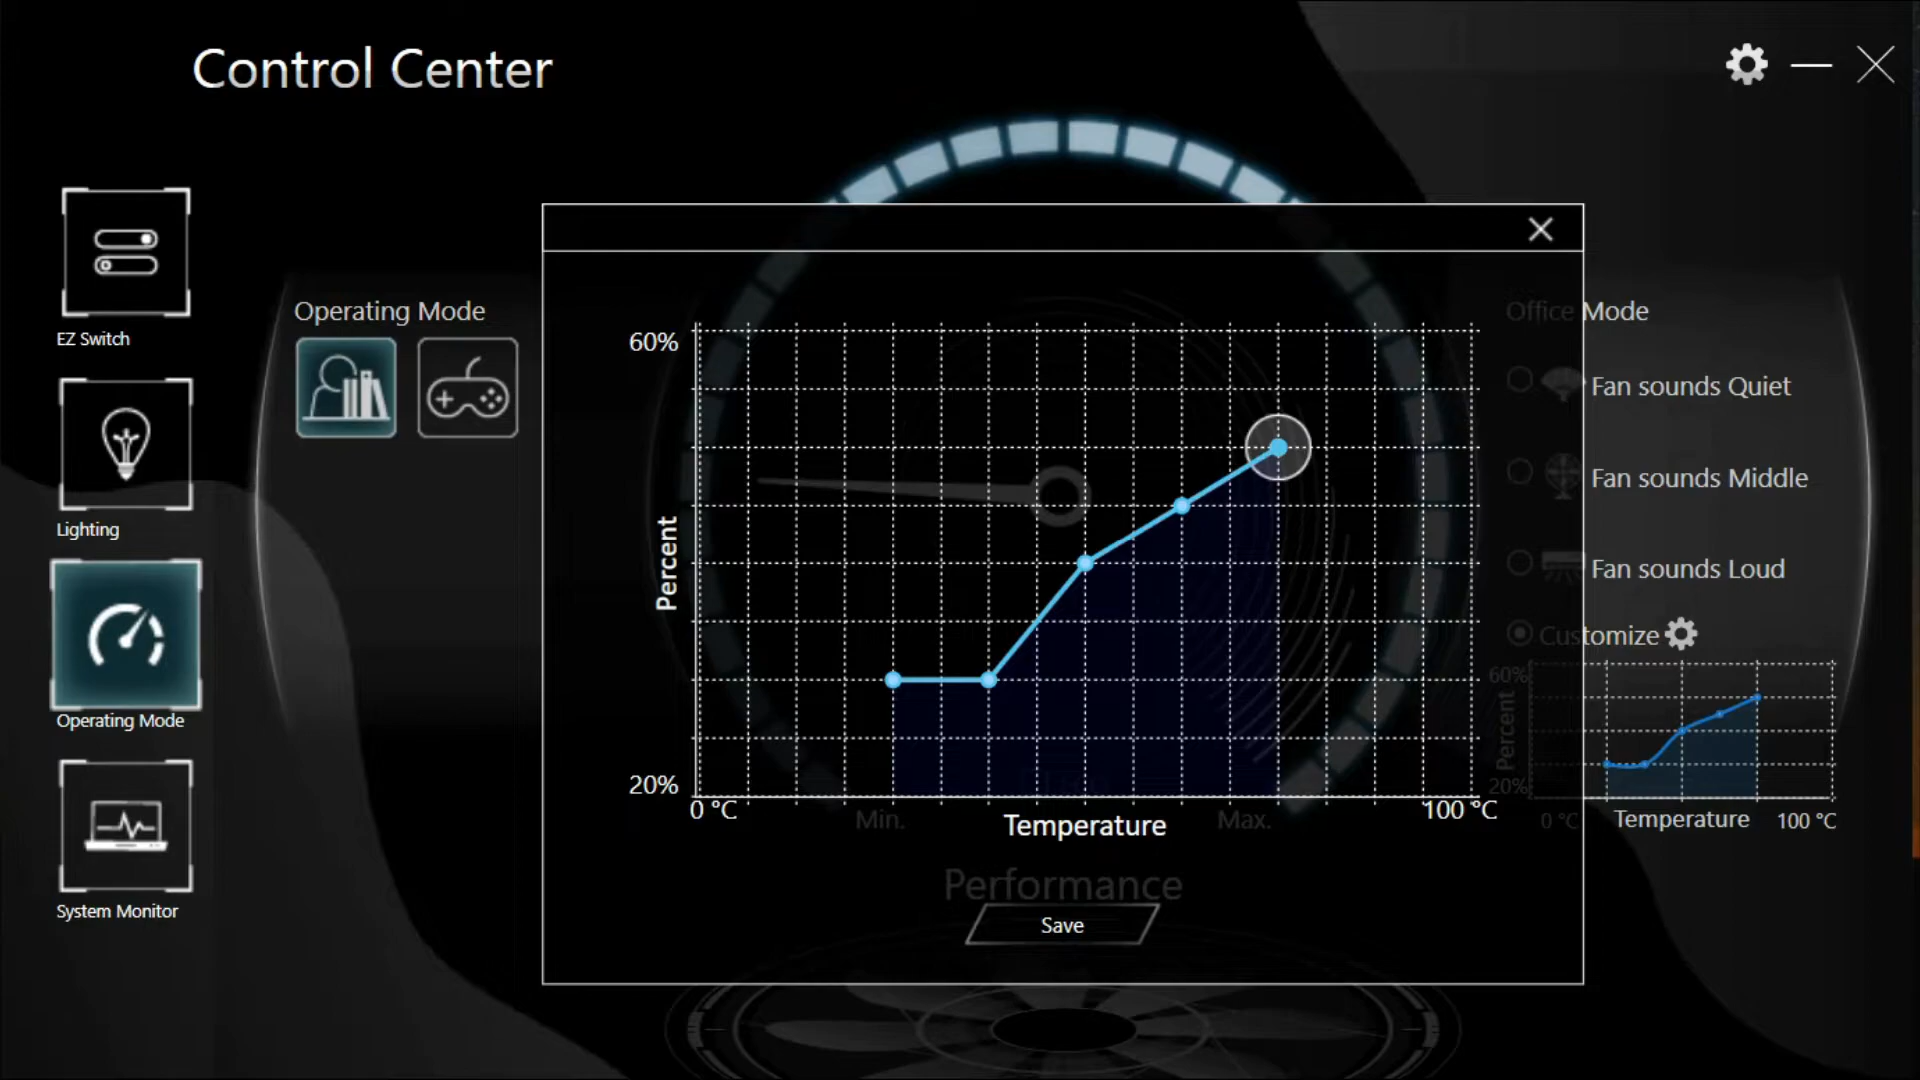 Control Center
EZ Switch
Lighting
Operating Mode
System Monitor
Operating Mode
60%
Percent
20%
0 °C
100 °C
Min.
Temperature
Max.
Performance
Save
Office Mode
Fan sounds Quiet
Fan sounds Middle
Fan sounds Loud
Customize
60%
Percent
20%
0 °C
Temperature
100 °C